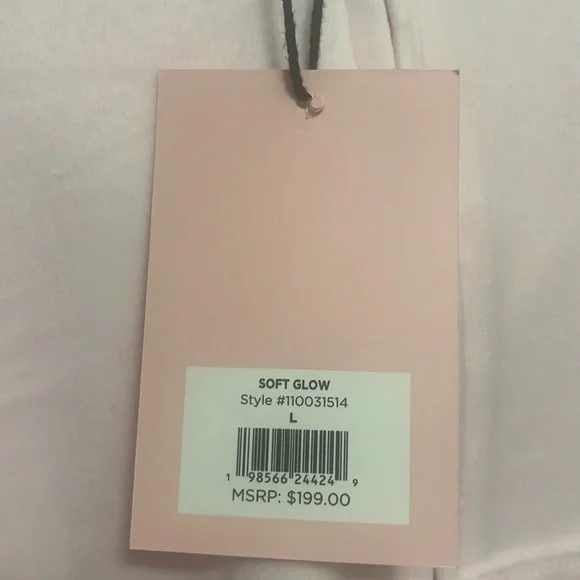 SOFT GLOW
Style #110031514
L
1 98566 24424 9
MSRP: $199.00